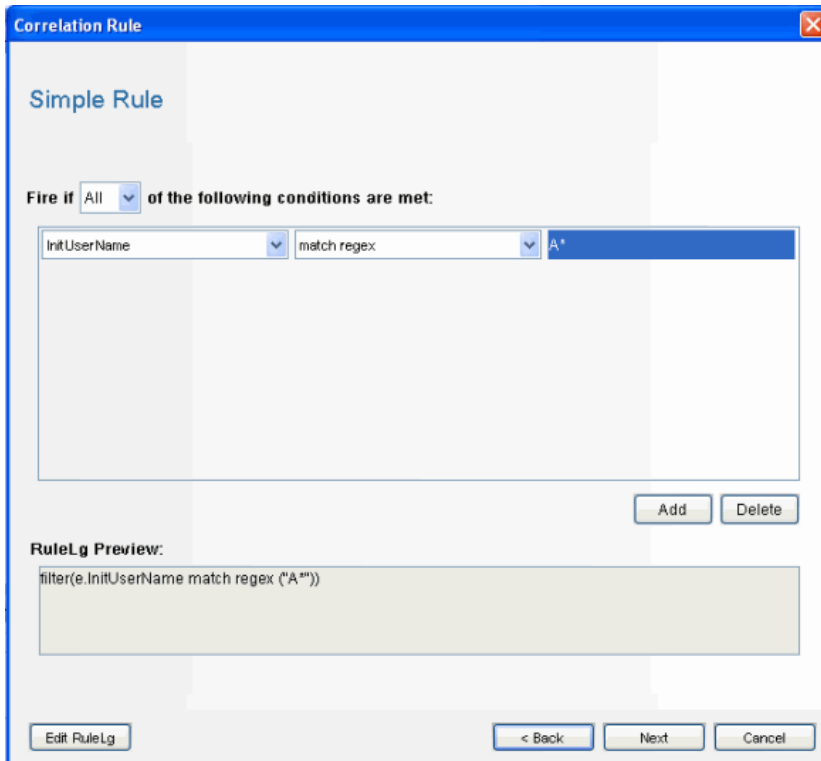 Correlation Rule
Simple Rule
Fire if All of the following conditions are met:
InitUserName match regex A*
Add Delete
RuleLg Preview:
filter(e.InitUserName match regex ("A*"))
Edit RuleLg < Back Next Cancel